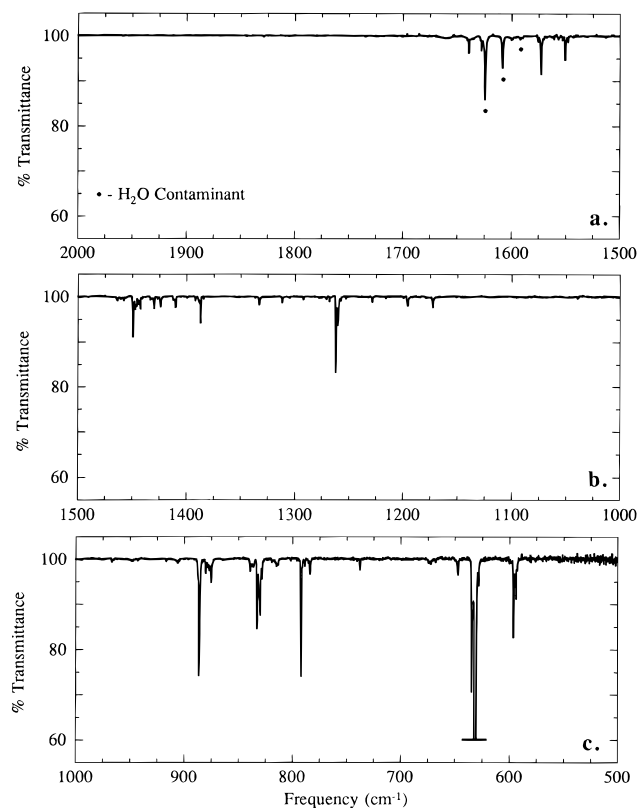 100
80
60
% Transmittance
• - H₂O Contaminant
a.
2000 1900 1800 1700 1600 1500
100
80
60
% Transmittance
b.
1500 1400 1300 1200 1100 1000
100
80
60
% Transmittance
c.
1000 900 800 700 600 500
Frequency (cm⁻¹)